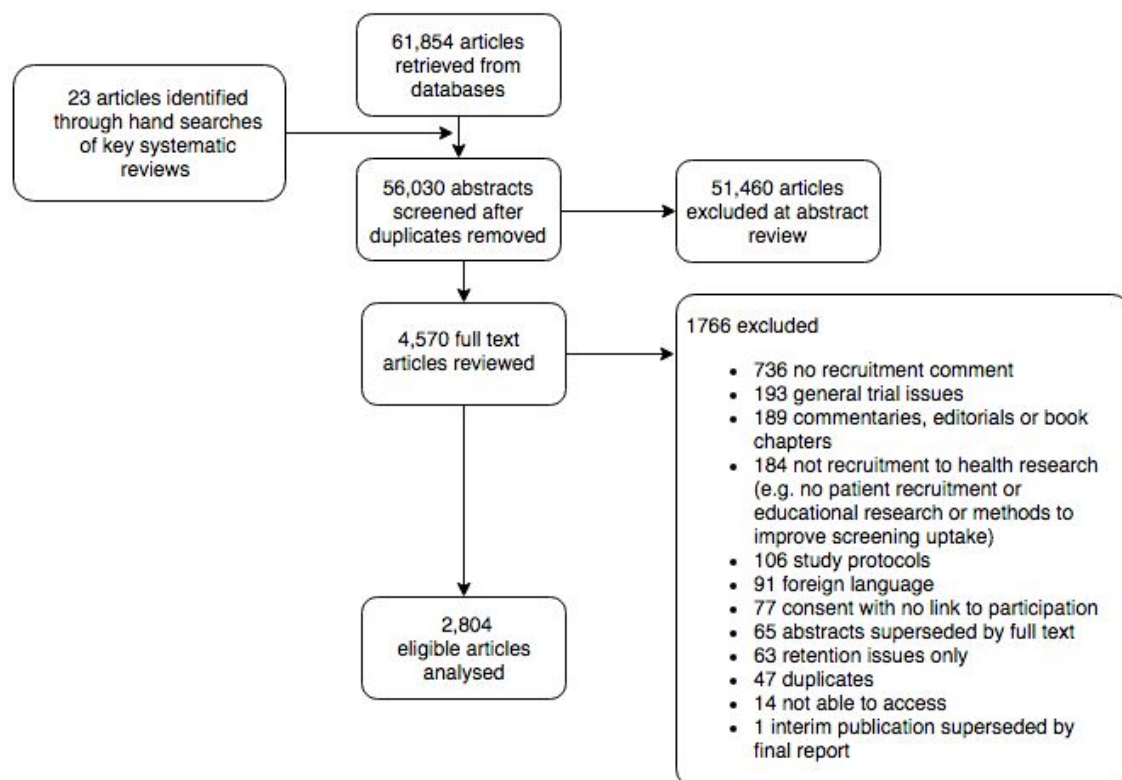 61,854 articles
retrieved from
databases
23 articles identified
through hand searches
of key systematic
reviews
56,030 abstracts
screened after
duplicates removed
51,460 articles
excluded at abstract
review
4,570 full text
articles reviewed
1766 excluded
• 736 no recruitment comment
• 193 general trial issues
• 189 commentaries, editorials or book
chapters
• 184 not recruitment to health research
(e.g. no patient recruitment or
educational research or methods to
improve screening uptake)
• 106 study protocols
• 91 foreign language
• 77 consent with no link to participation
• 65 abstracts superseded by full text
• 63 retention issues only
• 47 duplicates
• 14 not able to access
• 1 interim publication superseded by
final report
2,804
eligible articles
analysed